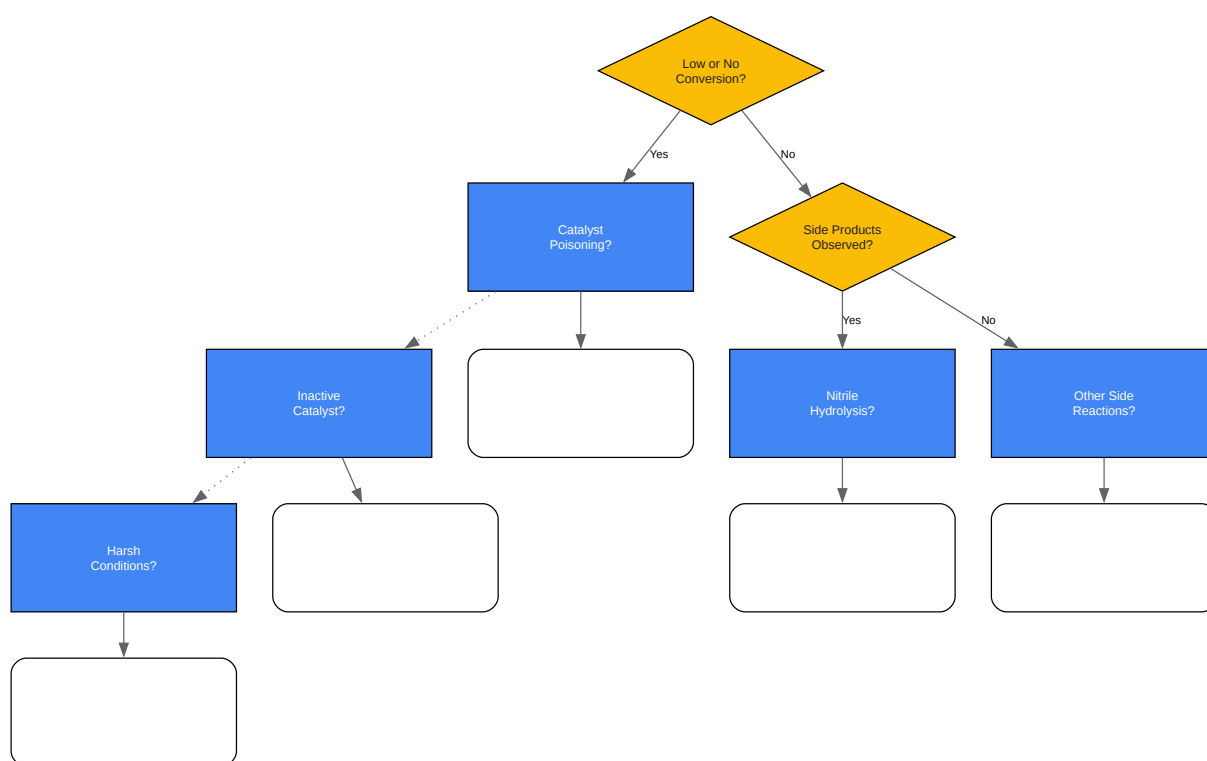 Low or No
Conversion?
Yes
No
Catalyst
Poisoning?
Side Products
Observed?
Yes
No
Inactive
Catalyst?
Nitrile
Hydrolysis?
Other Side
Reactions?
Harsh
Conditions?